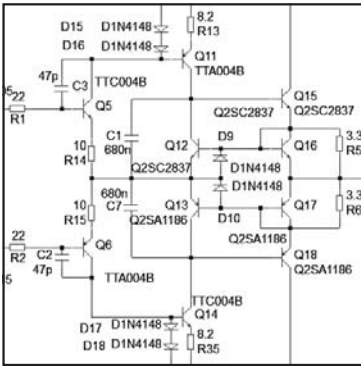 D15 D1N4148 8.2
D16 D1N4148 R13
47p Q11
C3 TTC004B TTA004B
22 Q5 Q15
R1 Q2SC2837
10 C1 Q12 D9 Q16 3.3
R14 680n D1N4148 R5
Q2SC2837 Q2SC2837
680n D1N4148
10 C7 Q13 Q17 3.3
R15 D10 R6
Q2SA1186 Q2SA1186
22 Q6 Q18
R2 C2 TTA004B Q2SA1186
47p
TTC004B
D17 D1N4148 Q14
D18 D1N4148 8.2
R35